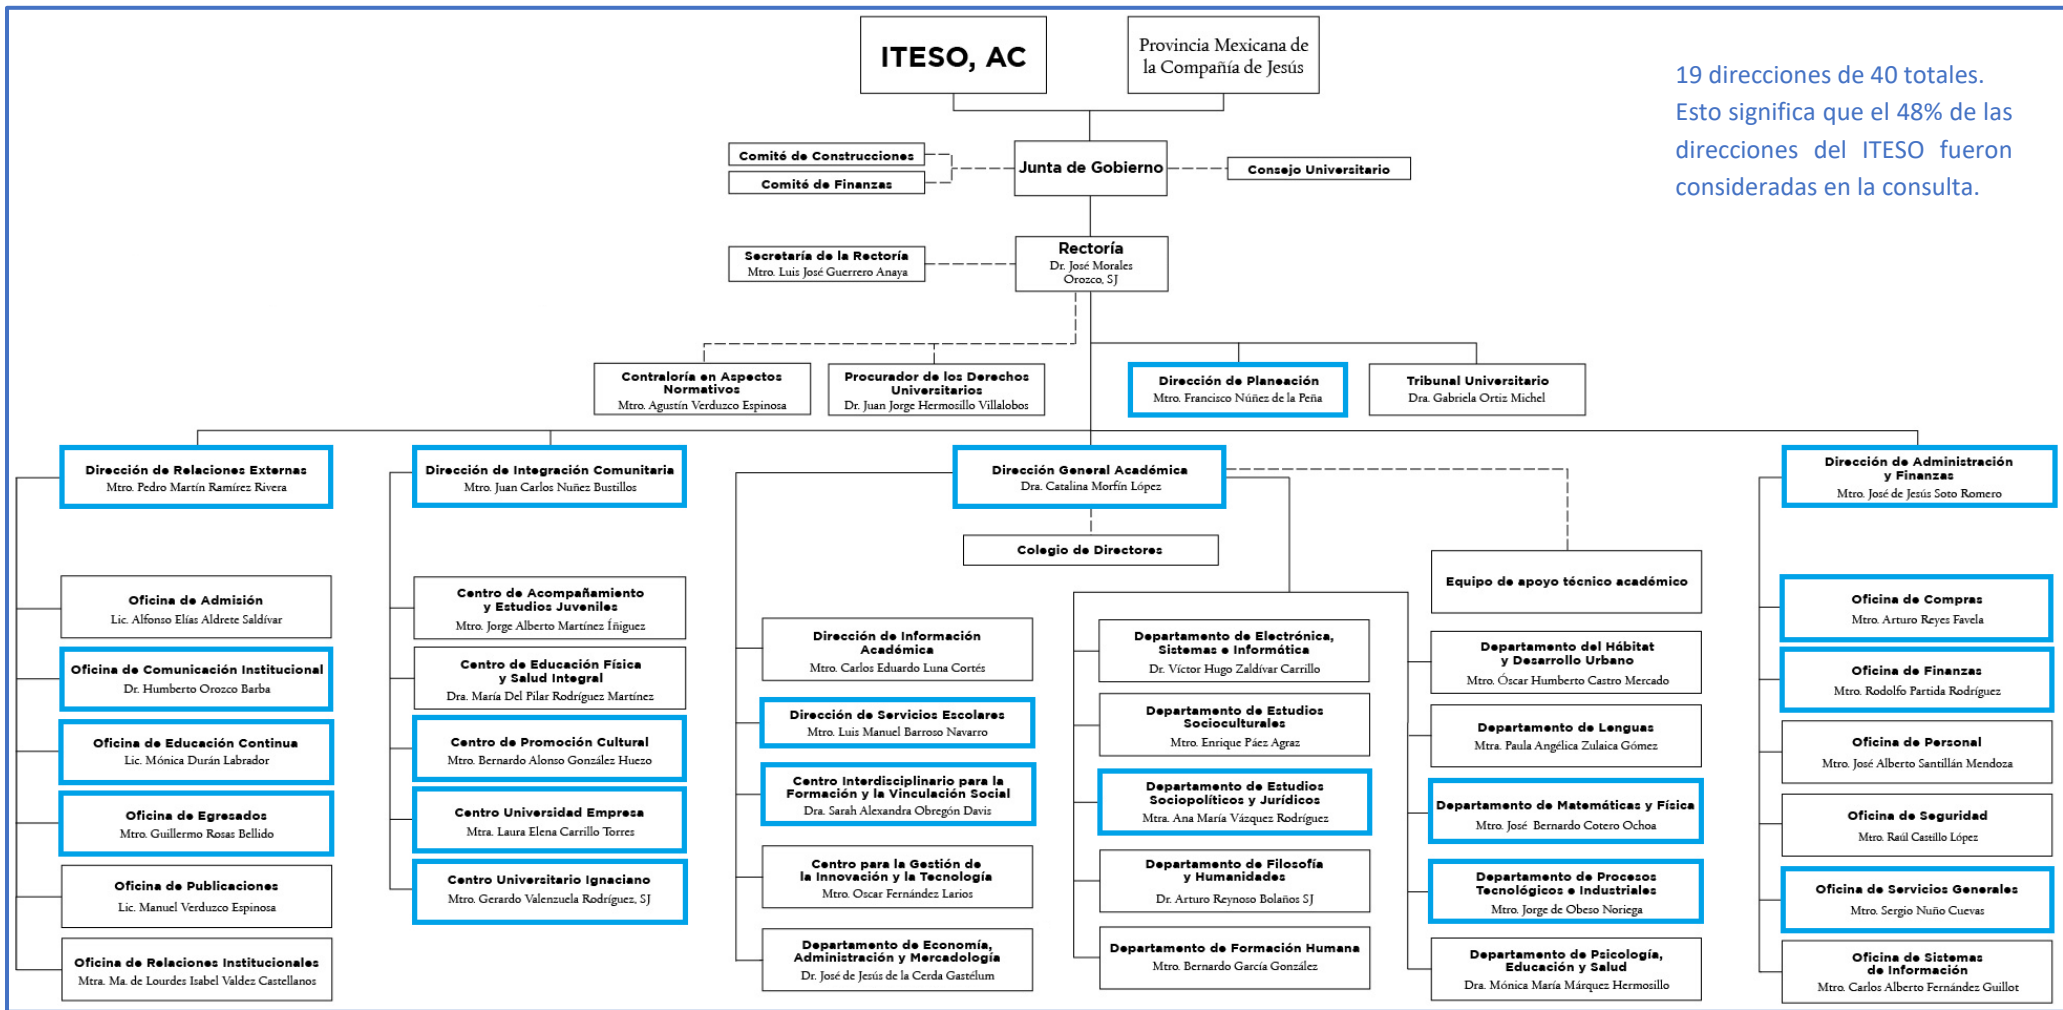 ITESO, AC
Provincia Mexicana de
la Compañía de Jesús
19 direcciones de 40 totales.
Esto significa que el 48% de las
direcciones del ITESO fueron
consideradas en la consulta.
Comité de Construcciones
Comité de Finanzas
Junta de Gobierno
Consejo Universitario
Secretaría de la Rectoría
Mtro. Luis José Guerrero Anaya
Rectoría
Dr. José Morales
Orozco, SJ
Contraloría en Aspectos
Normativos
Mtro. Agustín Verduzco Espinosa
Procurador de los Derechos
Universitarios
Dr. Juan Jorge Hermosillo Villalobos
Dirección de Planeación
Mtro. Francisco Núñez de la Peña
Tribunal Universitario
Dra. Gabriela Ortiz Michel
Dirección de Relaciones Externas
Mtro. Pedro Martín Ramírez Rivera
Dirección de Integración Comunitaria
Mtro. Juan Carlos Nuñez Bustillos
Dirección General Académica
Dra. Catalina Morfín López
Dirección de Administración
y Finanzas
Mtro. José de Jesús Soto Romero
Colegio de Directores
Equipo de apoyo técnico académico
Oficina de Admisión
Lic. Alfonso Elías Aldrete Saldívar
Oficina de Comunicación Institucional
Dr. Humberto Orozco Barba
Oficina de Educación Continua
Lic. Mónica Durán Labrador
Oficina de Egresados
Mtro. Guillermo Rosas Bellido
Oficina de Publicaciones
Lic. Manuel Verduzco Espinosa
Oficina de Relaciones Institucionales
Mtra. Ma. de Lourdes Isabel Valdez Castellanos
Centro de Acompañamiento
y Estudios Juveniles
Mtro. Jorge Alberto Martínez Íñiguez
Centro de Educación Física
y Salud Integral
Dra. María Del Pilar Rodríguez Martínez
Centro de Promoción Cultural
Mtro. Bernardo Alonso González Huezo
Centro Universidad Empresa
Mtra. Laura Elena Carrillo Torres
Centro Universitario Ignaciano
Mtro. Gerardo Valenzuela Rodríguez, SJ
Dirección de Información
Académica
Mtro. Carlos Eduardo Luna Cortés
Dirección de Servicios Escolares
Mtro. Luis Manuel Barroso Navarro
Centro Interdisciplinario para la
Formación y la Vinculación Social
Dra. Sarah Alexandra Obregón Davis
Centro para la Gestión de
la Innovación y la Tecnología
Mtro. Oscar Fernández Larios
Departamento de Economía,
Administración y Mercadología
Dr. José de Jesús de la Cerda Gastélum
Departamento de Electrónica,
Sistemas e Informática
Dr. Víctor Hugo Zaldívar Carrillo
Departamento de Estudios
Socioculturales
Mtro. Enrique Páez Agraz
Departamento de Estudios
Sociopolíticos y Jurídicos
Mtra. Ana María Vázquez Rodríguez
Departamento de Filosofía
y Humanidades
Dr. Arturo Reynoso Bolaños SJ
Departamento de Formación Humana
Mtro. Bernardo García González
Departamento del Hábitat
y Desarrollo Urbano
Mtro. Óscar Humberto Castro Mercado
Departamento de Lenguas
Mtra. Paula Angélica Zulaica Gómez
Departamento de Matemáticas y Física
Mtro. José Bernardo Cotero Ochoa
Departamento de Procesos
Tecnológicos e Industriales
Mtro. Jorge de Obeso Noriega
Departamento de Psicología,
Educación y Salud
Dra. Mónica María Márquez Hermosillo
Oficina de Compras
Mtro. Arturo Reyes Favela
Oficina de Finanzas
Mtro. Rodolfo Partida Rodríguez
Oficina de Personal
Mtro. José Alberto Santillán Mendoza
Oficina de Seguridad
Mtro. Raúl Castillo López
Oficina de Servicios Generales
Mtro. Sergio Nuño Cuevas
Oficina de Sistemas
de Información
Mtro. Carlos Alberto Fernández Guillot